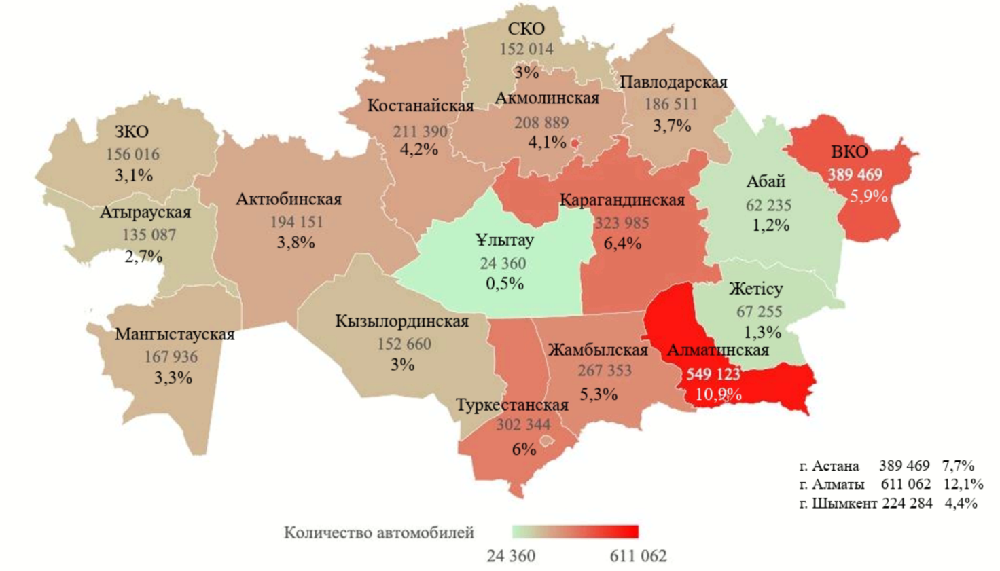 СКО
152 014
3%
Павлодарская
186 511
3,7%
Акмолинская
208 889
4,1%
Костанайская
211 390
4,2%
ЗКО
156 016
3,1%
ВКО
389 469
5,9%
Абай
62 235
1,2%
Актюбинская
194 151
3,8%
Карагандинская
323 985
6,4%
Атырауская
135 087
2,7%
Ұлытау
24 360
0,5%
Жетісу
67 255
1,3%
Кызылординская
152 660
3%
Мангыстауская
167 936
3,3%
Жамбылская
267 353
5,3%
Алматинская
549 123
10,9%
Туркестанская
302 344
6%
г. Астана 389 469 7,7%
г. Алматы 611 062 12,1%
г. Шымкент 224 284 4,4%
Количество автомобилей
24 360 611 062